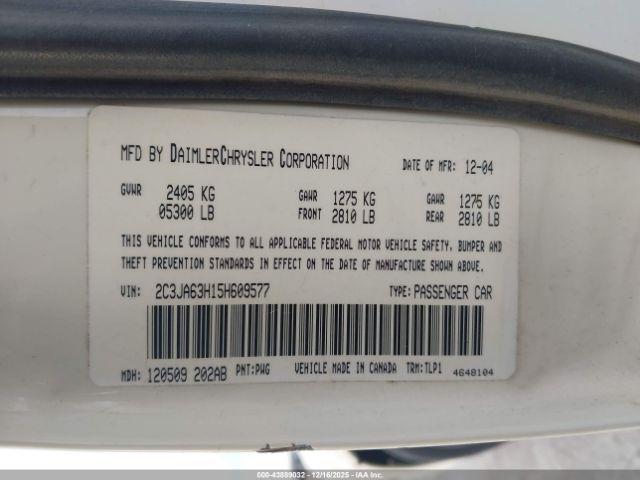 MFD BY DAIMLERCHRYSLER CORPORATION DATE OF MFR: 12-04
GVWR 2405 KG GAWR 1275 KG GAWR 1275 KG
05300 LB FRONT 2810 LB REAR 2810 LB
THIS VEHICLE CONFORMS TO ALL APPLICABLE FEDERAL MOTOR VEHICLE SAFETY, BUMPER AND
THEFT PREVENTION STANDARDS IN EFFECT ON THE DATE OF MANUFACTURE SHOWN ABOVE.
VIN: 2C3JA63H15H609577 TYPE: PASSENGER CAR
MDH: 120509 202AB PNT: PWG VEHICLE MADE IN CANADA TRM: TLP1 4648104
000-43889032 - 12/16/2025 - IAA Inc.